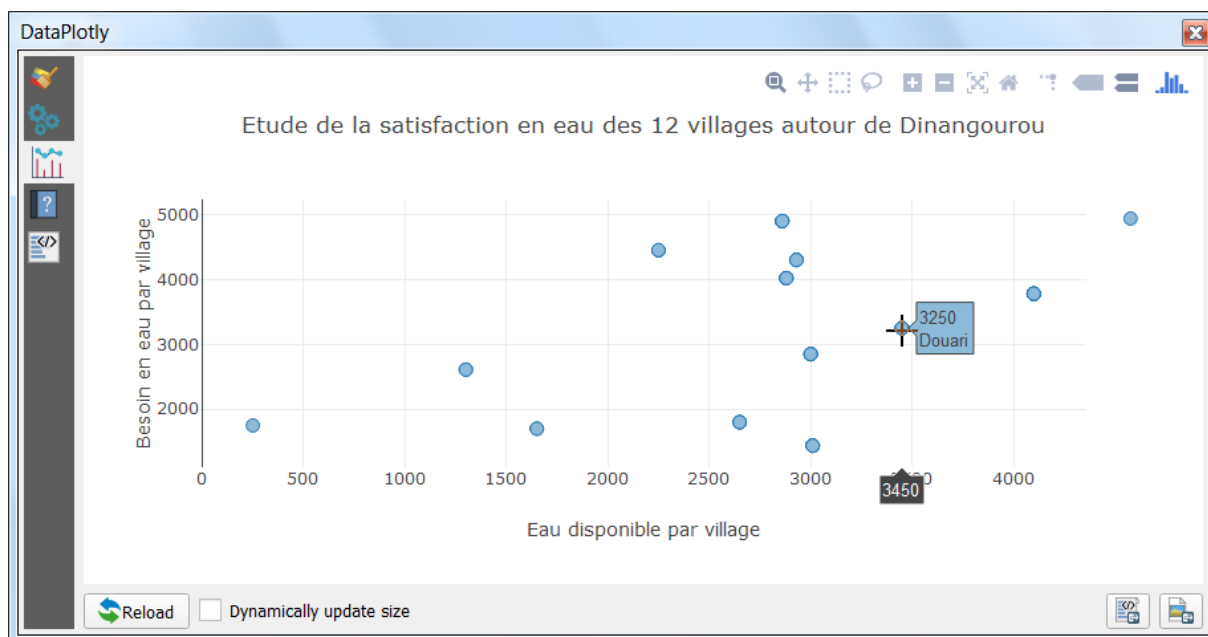 DataPlotly
Etude de la satisfaction en eau des 12 villages autour de Dinangourou
Besoin en eau par village
5000
4000
3000
2000
3250
Douari
0 500 1000 1500 2000 2500 3000 4000
3450
Eau disponible par village
Reload Dynamically update size